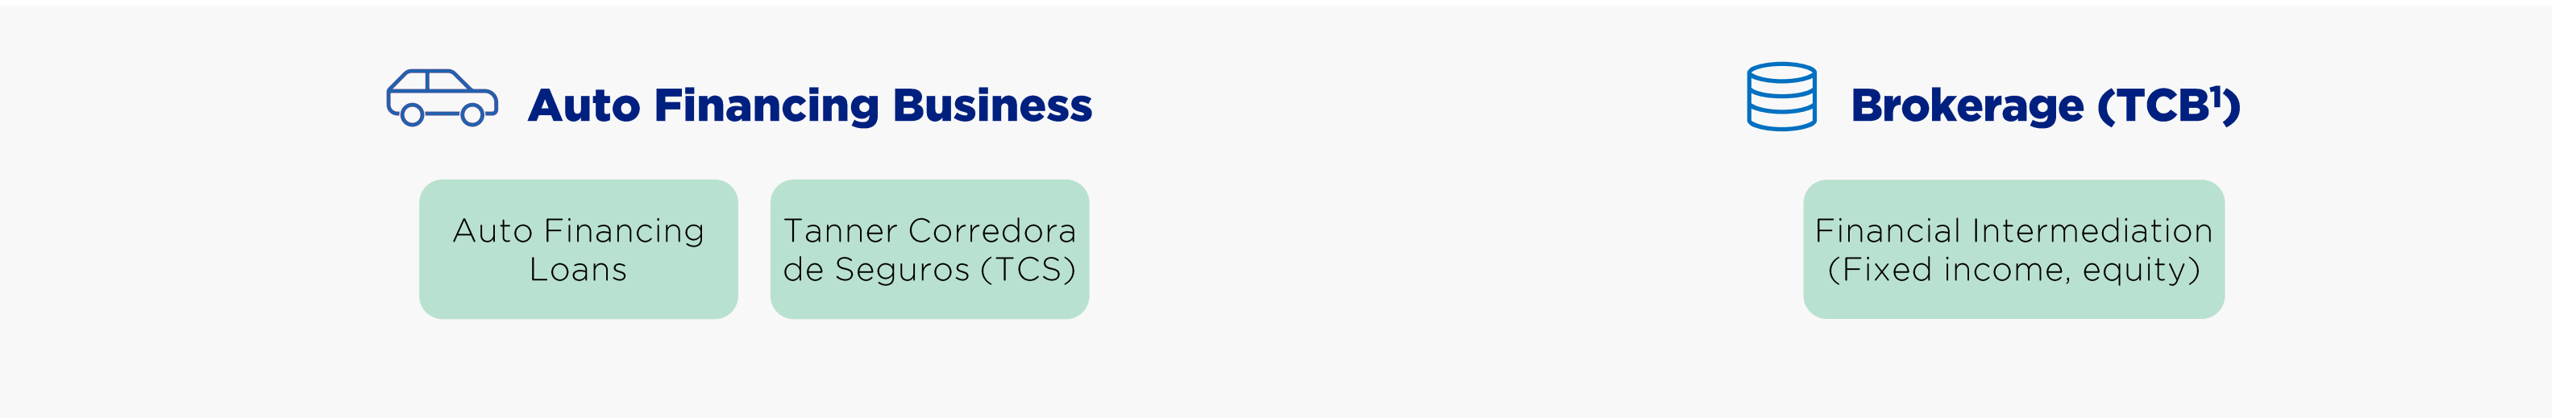 Auto Financing Business
Brokerage (TCB¹)
Auto Financing
Loans
Tanner Corredora
de Seguros (TCS)
Financial Intermediation
(Fixed income, equity)